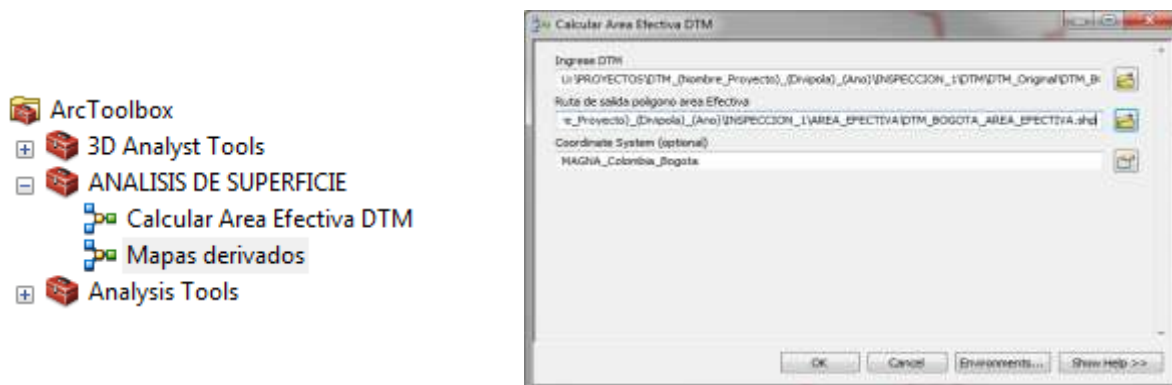 ArcToolbox
3D Analyst Tools
ANALISIS DE SUPERFICIE
Calcular Area Efectiva DTM
Mapas derivados
Analysis Tools
Calcular Area Efectiva DTM
Ingrese DTM
U:\PROYECTOS\DTM_(Nombre_Proyecto)_(Divipola)_(Ano)\INSPECCION_1\DTM\DTM_Original\DTM_B
Ruta de salida poligono area Efectiva
e_Proyecto)_(Divipola)_(Ano)\INSPECCION_1\AREA_EFECTIVA\DTM_BOGOTA_AREA_EFECTIVA.shp
Coordinate System (optional)
MAGNA_Colombia_Bogota
OK Cancel Environments... Show Help >>